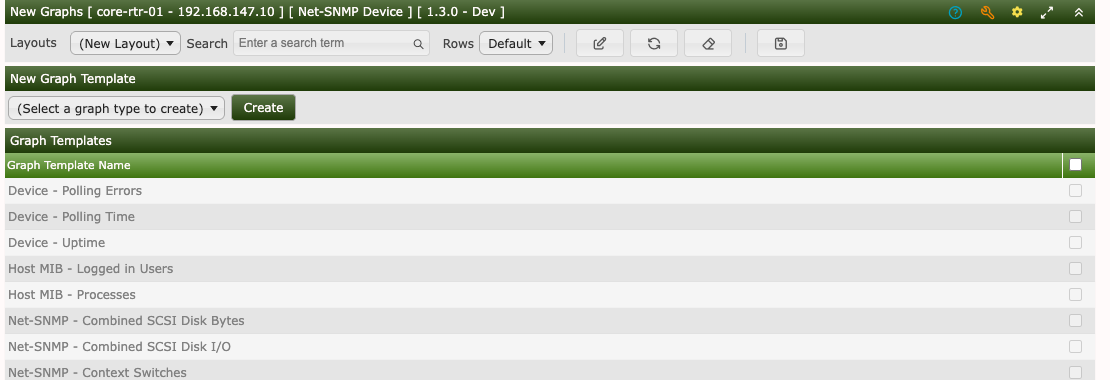 New Graphs [ core-rtr-01 - 192.168.147.10 ] [ Net-SNMP Device ] [ 1.3.0 - Dev ]
Layouts (New Layout) Search Enter a search term Rows Default
New Graph Template
(Select a graph type to create) Create
Graph Templates
Graph Template Name
Device - Polling Errors
Device - Polling Time
Device - Uptime
Host MIB - Logged in Users
Host MIB - Processes
Net-SNMP - Combined SCSI Disk Bytes
Net-SNMP - Combined SCSI Disk I/O
Net-SNMP - Context Switches